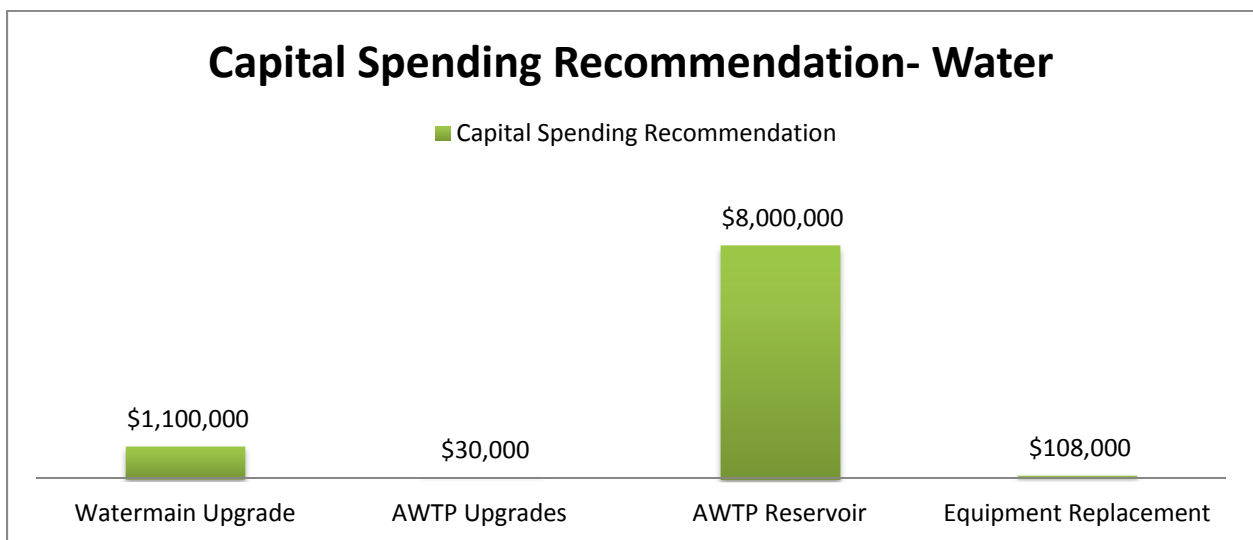 Capital Spending Recommendation- Water
Capital Spending Recommendation
$8,000,000
$1,100,000
$30,000
$108,000
Watermain Upgrade
AWTP Upgrades
AWTP Reservoir
Equipment Replacement